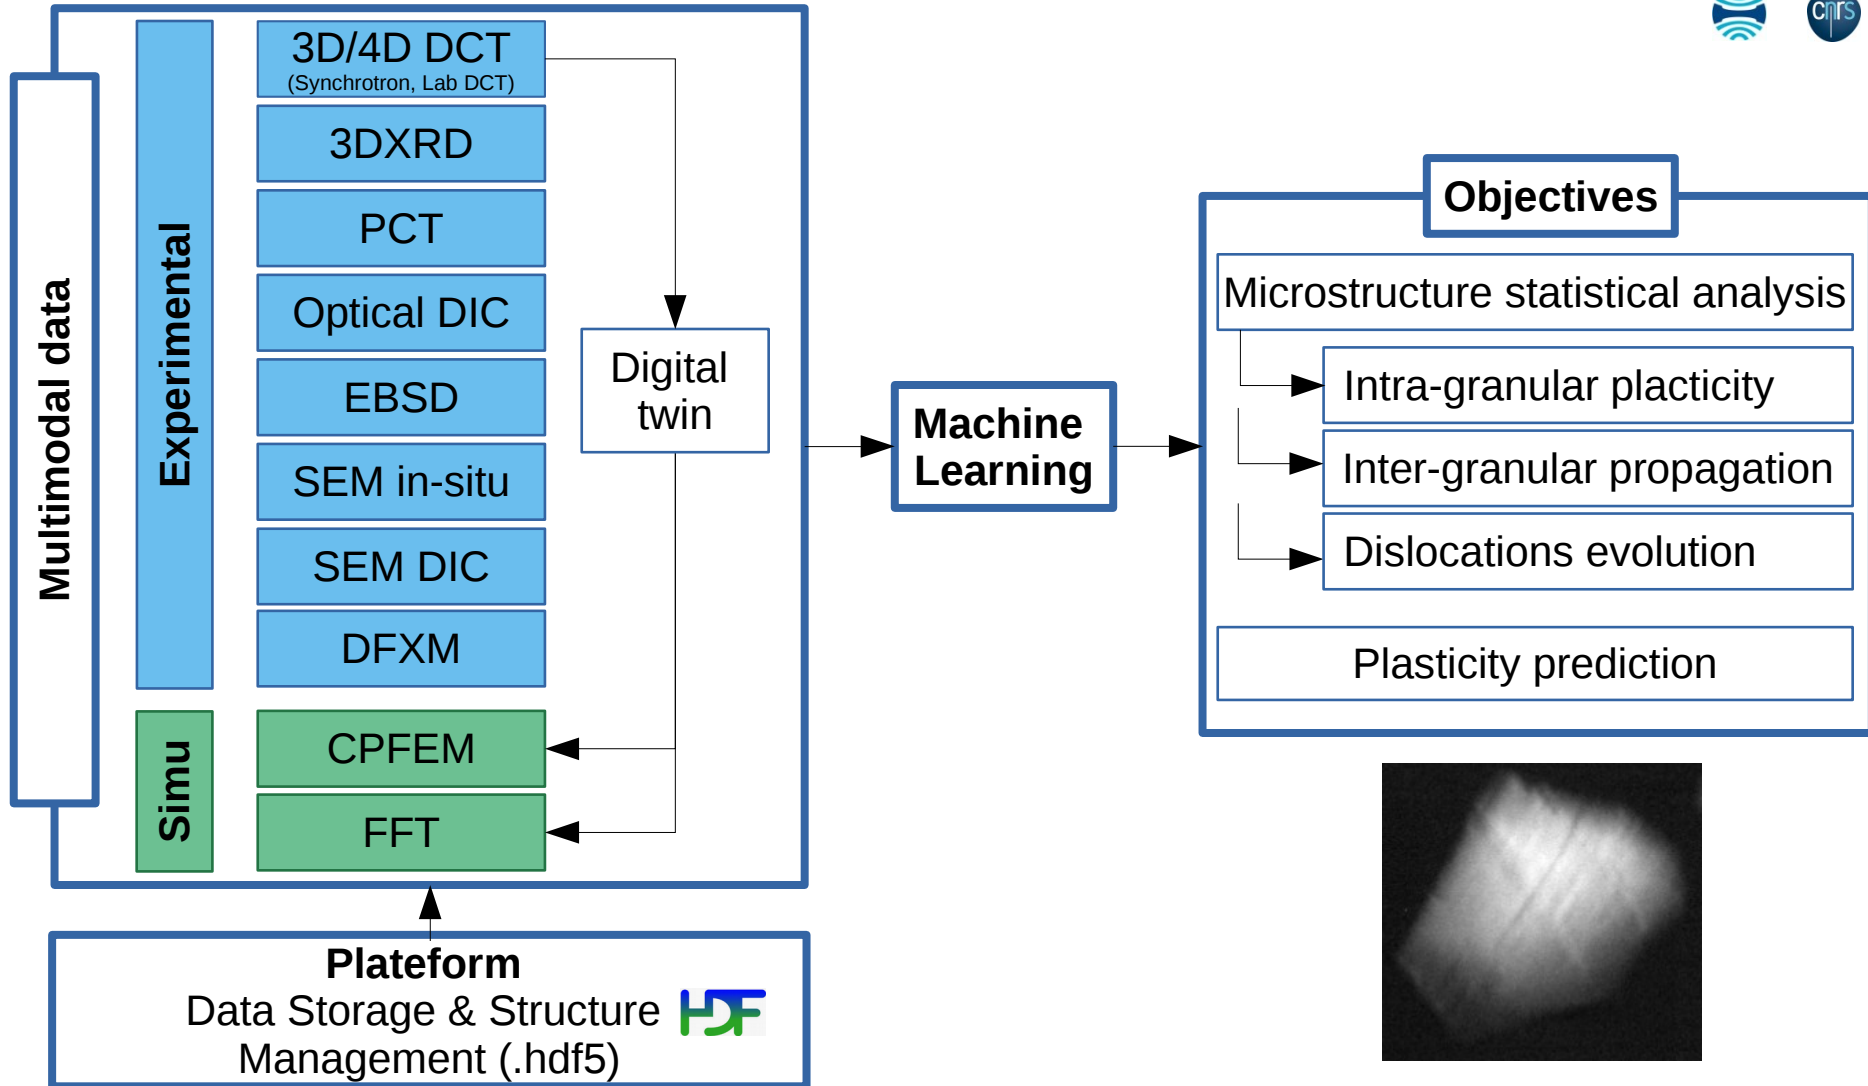 cnrs
Multimodal data
Experimental
3D/4D DCT
(Synchrotron, Lab DCT)
3DXRD
PCT
Optical DIC
EBSD
SEM in-situ
SEM DIC
DFXM
Simu
CPFEM
FFT
Digital
twin
Plateform
Data Storage & Structure
HDF
Management (.hdf5)
Machine
Learning
Objectives
Microstructure statistical analysis
Intra-granular placticity
Inter-granular propagation
Dislocations evolution
Plasticity prediction